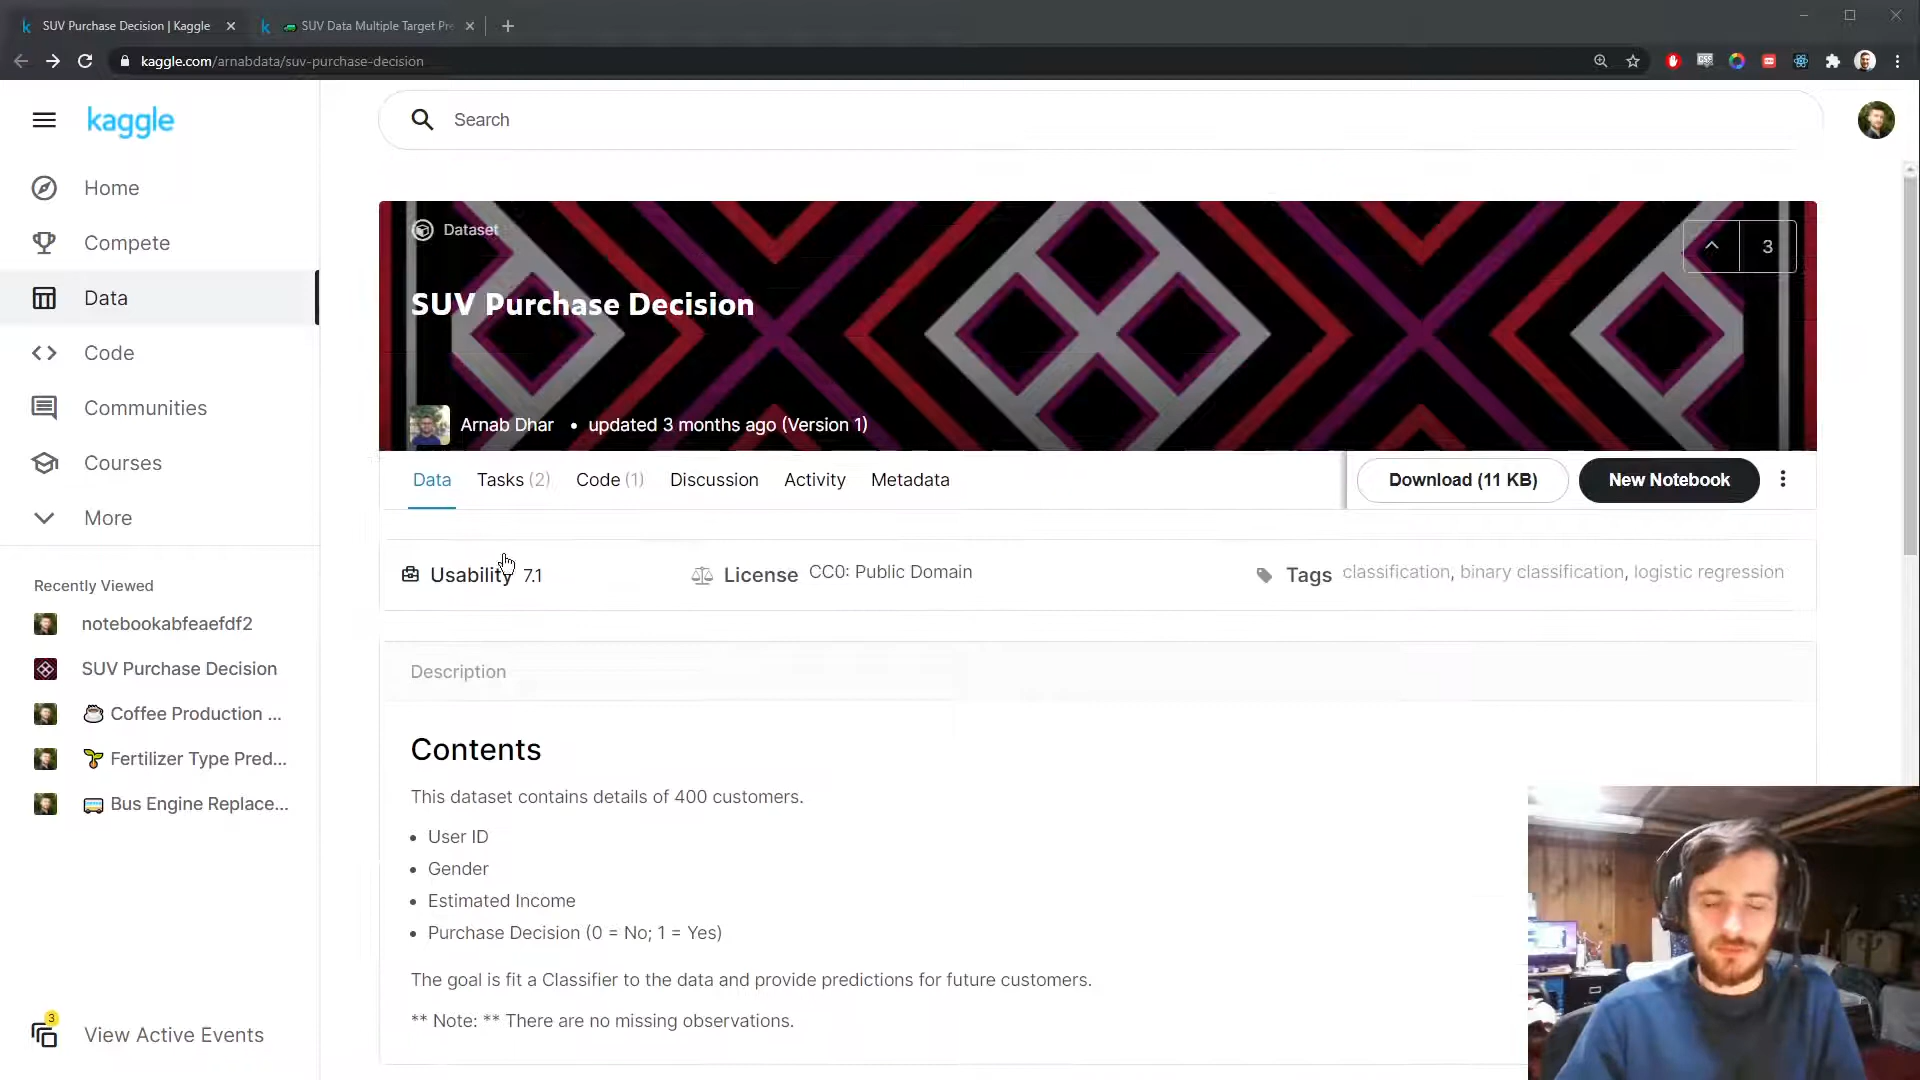 SUV Purchase Decision | Kaggle
SUV Data Multiple Target Pre
kaggle.com/arnabdata/suv-purchase-decision
kaggle
Search
Home
Compete
Data
Code
Communities
Courses
More
Recently Viewed
notebookabfeaefdf2
SUV Purchase Decision
Coffee Production ...
Fertilizer Type Pred...
Bus Engine Replace...
3
View Active Events
Dataset
3
SUV Purchase Decision
Arnab Dhar • updated 3 months ago (Version 1)
Data Tasks (2) Code (1) Discussion Activity Metadata
Download (11 KB) New Notebook
Usability 7.1 License CC0: Public Domain Tags classification, binary classification, logistic regression
Description
Contents
This dataset contains details of 400 customers.
• User ID
• Gender
• Estimated Income
• Purchase Decision (0 = No; 1 = Yes)
The goal is fit a Classifier to the data and provide predictions for future customers.
** Note: ** There are no missing observations.